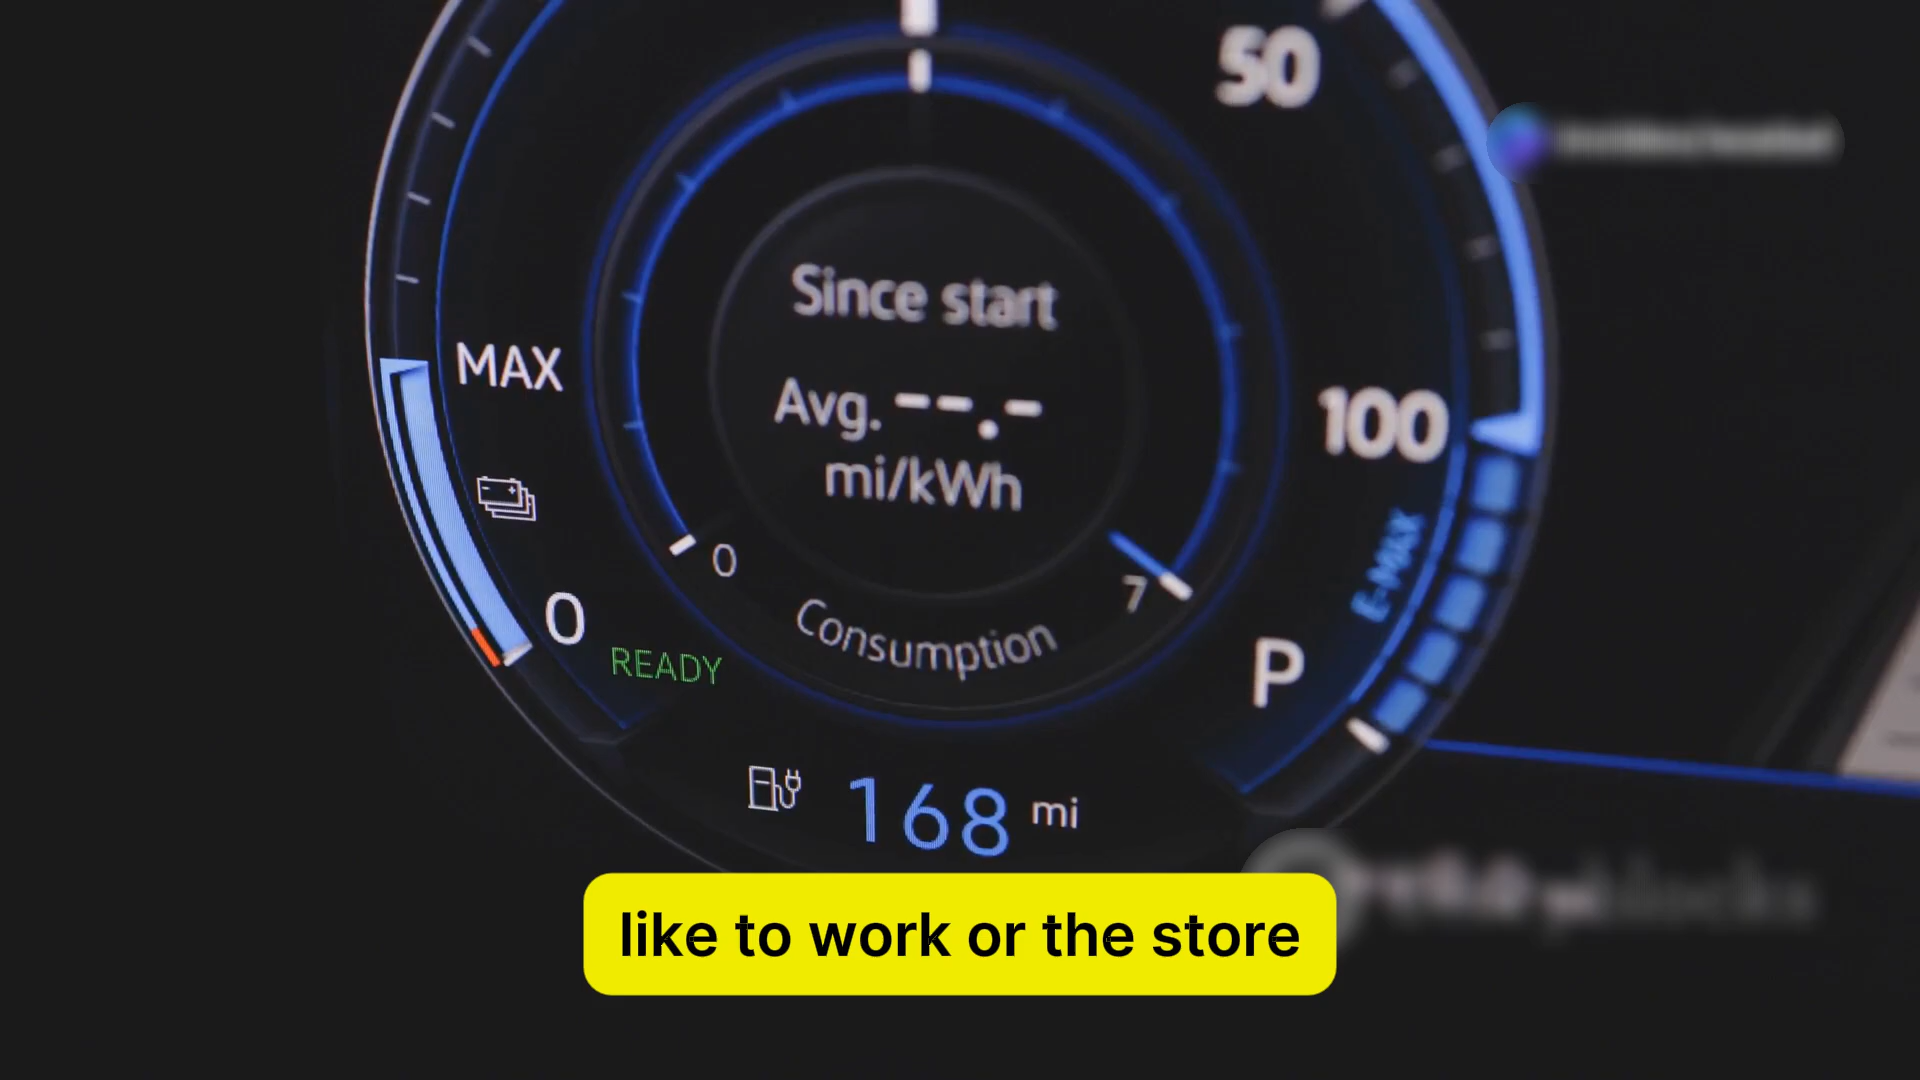 50
Since start
MAX
Avg. --.-
100
mi/kWh
E-MAX
0
7
0
Consumption
READY
P
168 mi
like to work or the store